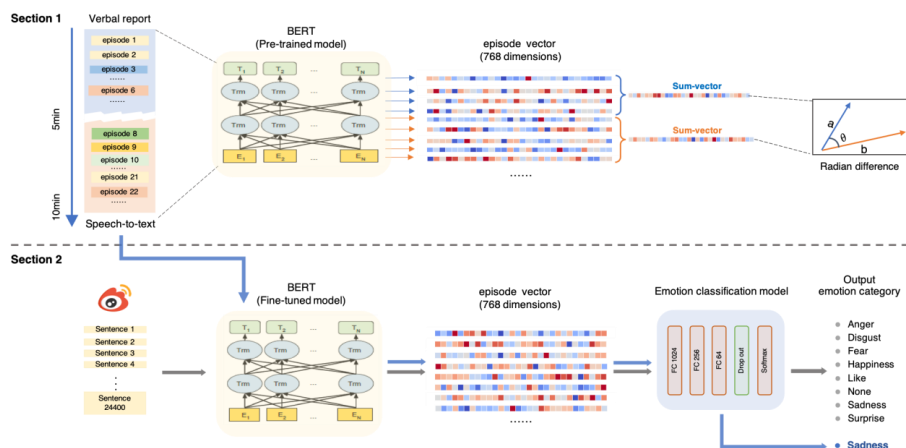 Section 1
Verbal report
episode 1
episode 2
episode 3
......
episode 6
......
5min
episode 8
episode 9
episode 10
......
episode 21
episode 22
......
10min
Speech-to-text
BERT
(Pre-trained model)
T1 T2 ... TN
Trm Trm ... Trm
Trm Trm ... Trm
E1 E2 ... EN
episode vector
(768 dimensions)
......
Sum-vector
Sum-vector
a
θ
b
Radian difference
Section 2
Sentence 1
Sentence 2
Sentence 3
Sentence 4
Sentence
24400
BERT
(Fine-tuned model)
T1 T2 ... TN
Trm Trm ... Trm
Trm Trm ... Trm
E1 E2 ... EN
episode vector
(768 dimensions)
......
Emotion classification model
FC 1024
FC 256
FC 64
Drop out
Softmax
Output
emotion category
Anger
Disgust
Fear
Happiness
Like
None
Sadness
Surprise
Sadness